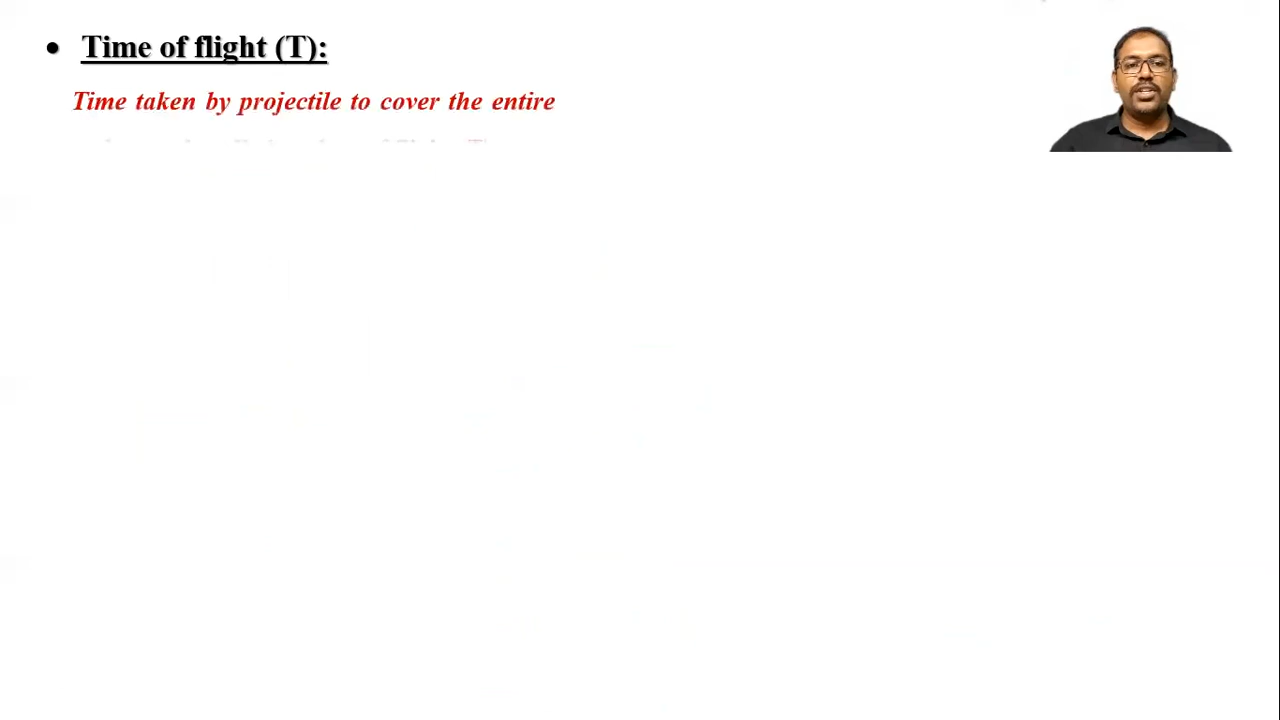 • Time of flight (T):
Time taken by projectile to cover the entire